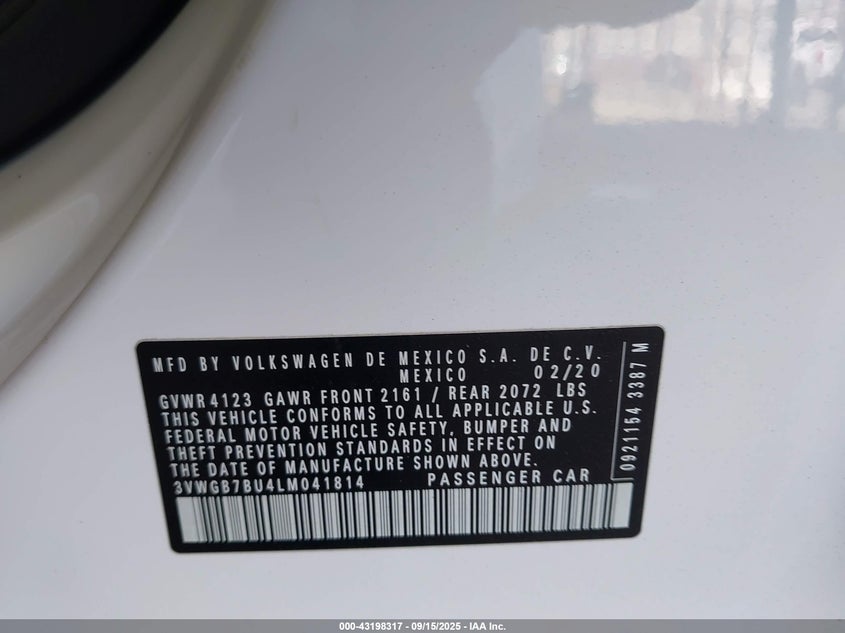 MFD BY VOLKSWAGEN DE MEXICO S.A. DE C.V.
MEXICO 02/20
GVWR 4123 GAWR FRONT 2161 / REAR 2072 LBS
THIS VEHICLE CONFORMS TO ALL APPLICABLE U.S.
FEDERAL MOTOR VEHICLE SAFETY, BUMPER AND
THEFT PREVENTION STANDARDS IN EFFECT ON
THE DATE OF MANUFACTURE SHOWN ABOVE.
3VWGB7BU4LM041814 PASSENGER CAR
0921154 3387 M
000-43198317 - 09/15/2025 - IAA Inc.